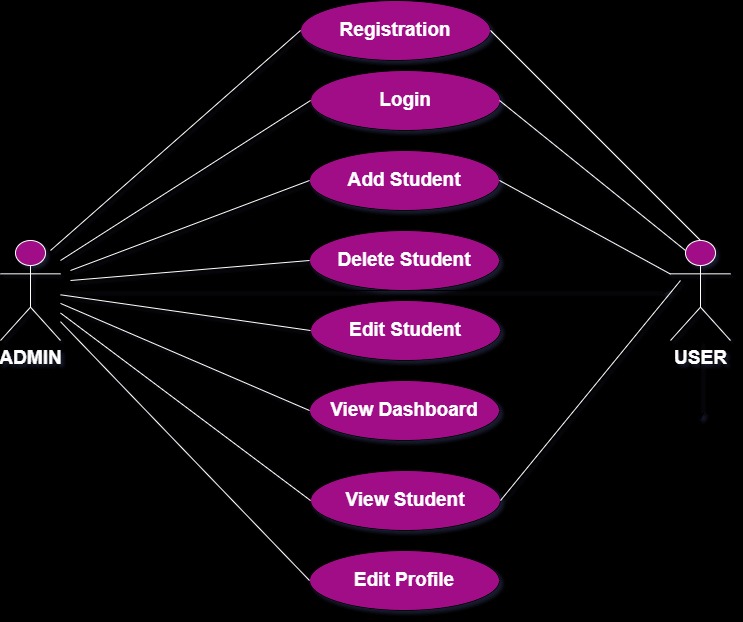 Registration
Login
Add Student
Delete Student
Edit Student
ADMIN
USER
View Dashboard
View Student
Edit Profile